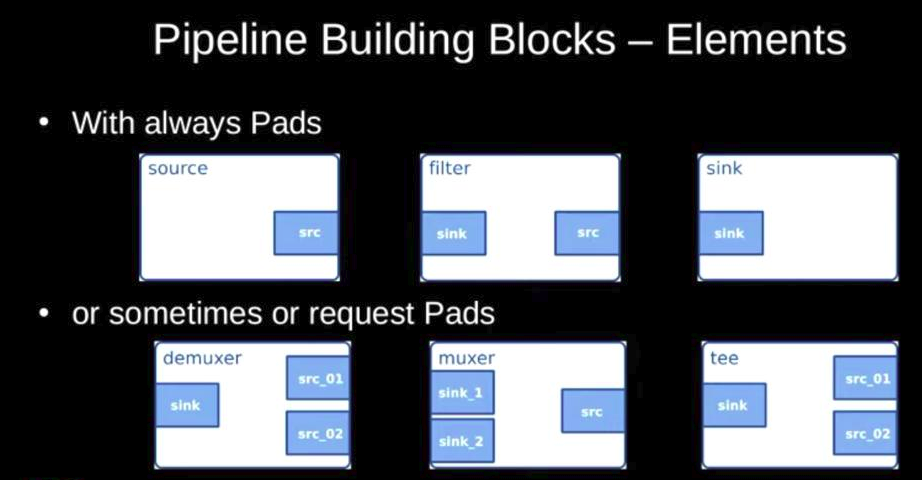 Pipeline Building Blocks – Elements
• With always Pads
source
src
filter
sink
src
sink
sink
• or sometimes or request Pads
demuxer
sink
src_01
src_02
muxer
sink_1
sink_2
src
tee
sink
src_01
src_02